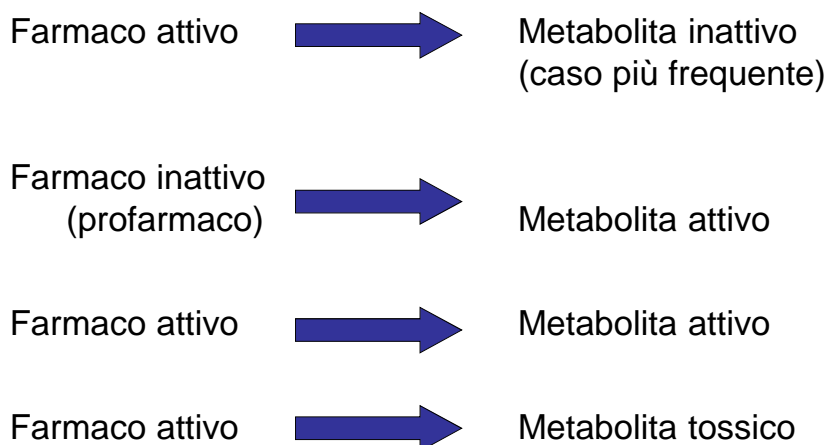 Farmaco attivo
Metabolita inattivo
(caso più frequente)
Farmaco inattivo
(profarmaco)
Metabolita attivo
Farmaco attivo
Metabolita attivo
Farmaco attivo
Metabolita tossico